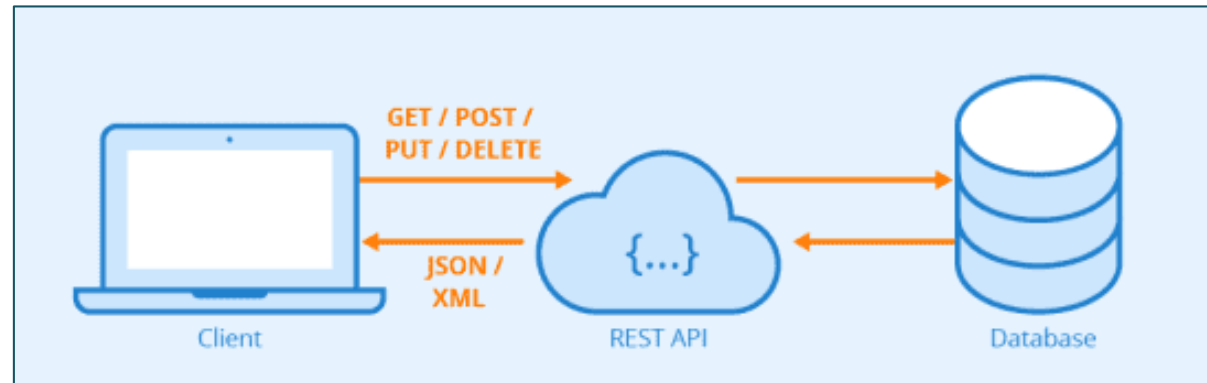 GET / POST /
PUT / DELETE
{...}
JSON /
XML
Client
REST API
Database